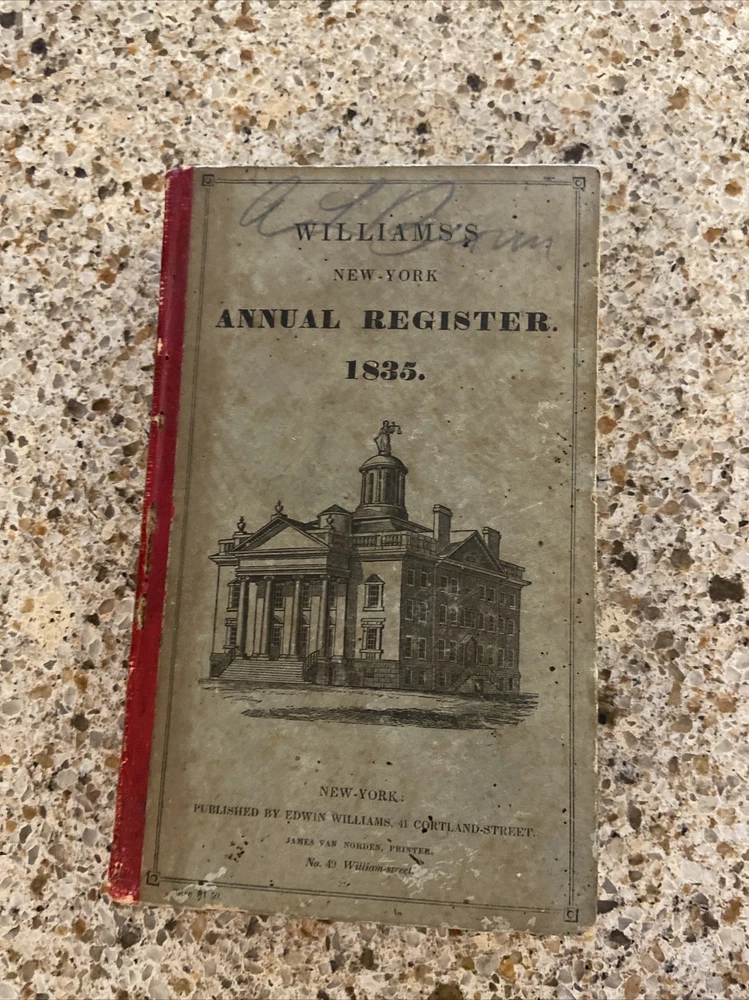 WILLIAMS'S
NEW-YORK
ANNUAL REGISTER.
1835.
NEW-YORK:
PUBLISHED BY EDWIN WILLIAMS, 41 CORTLAND-STREET.
JAMES VAN NORDEN, PRINTER,
No. 49 William-street.